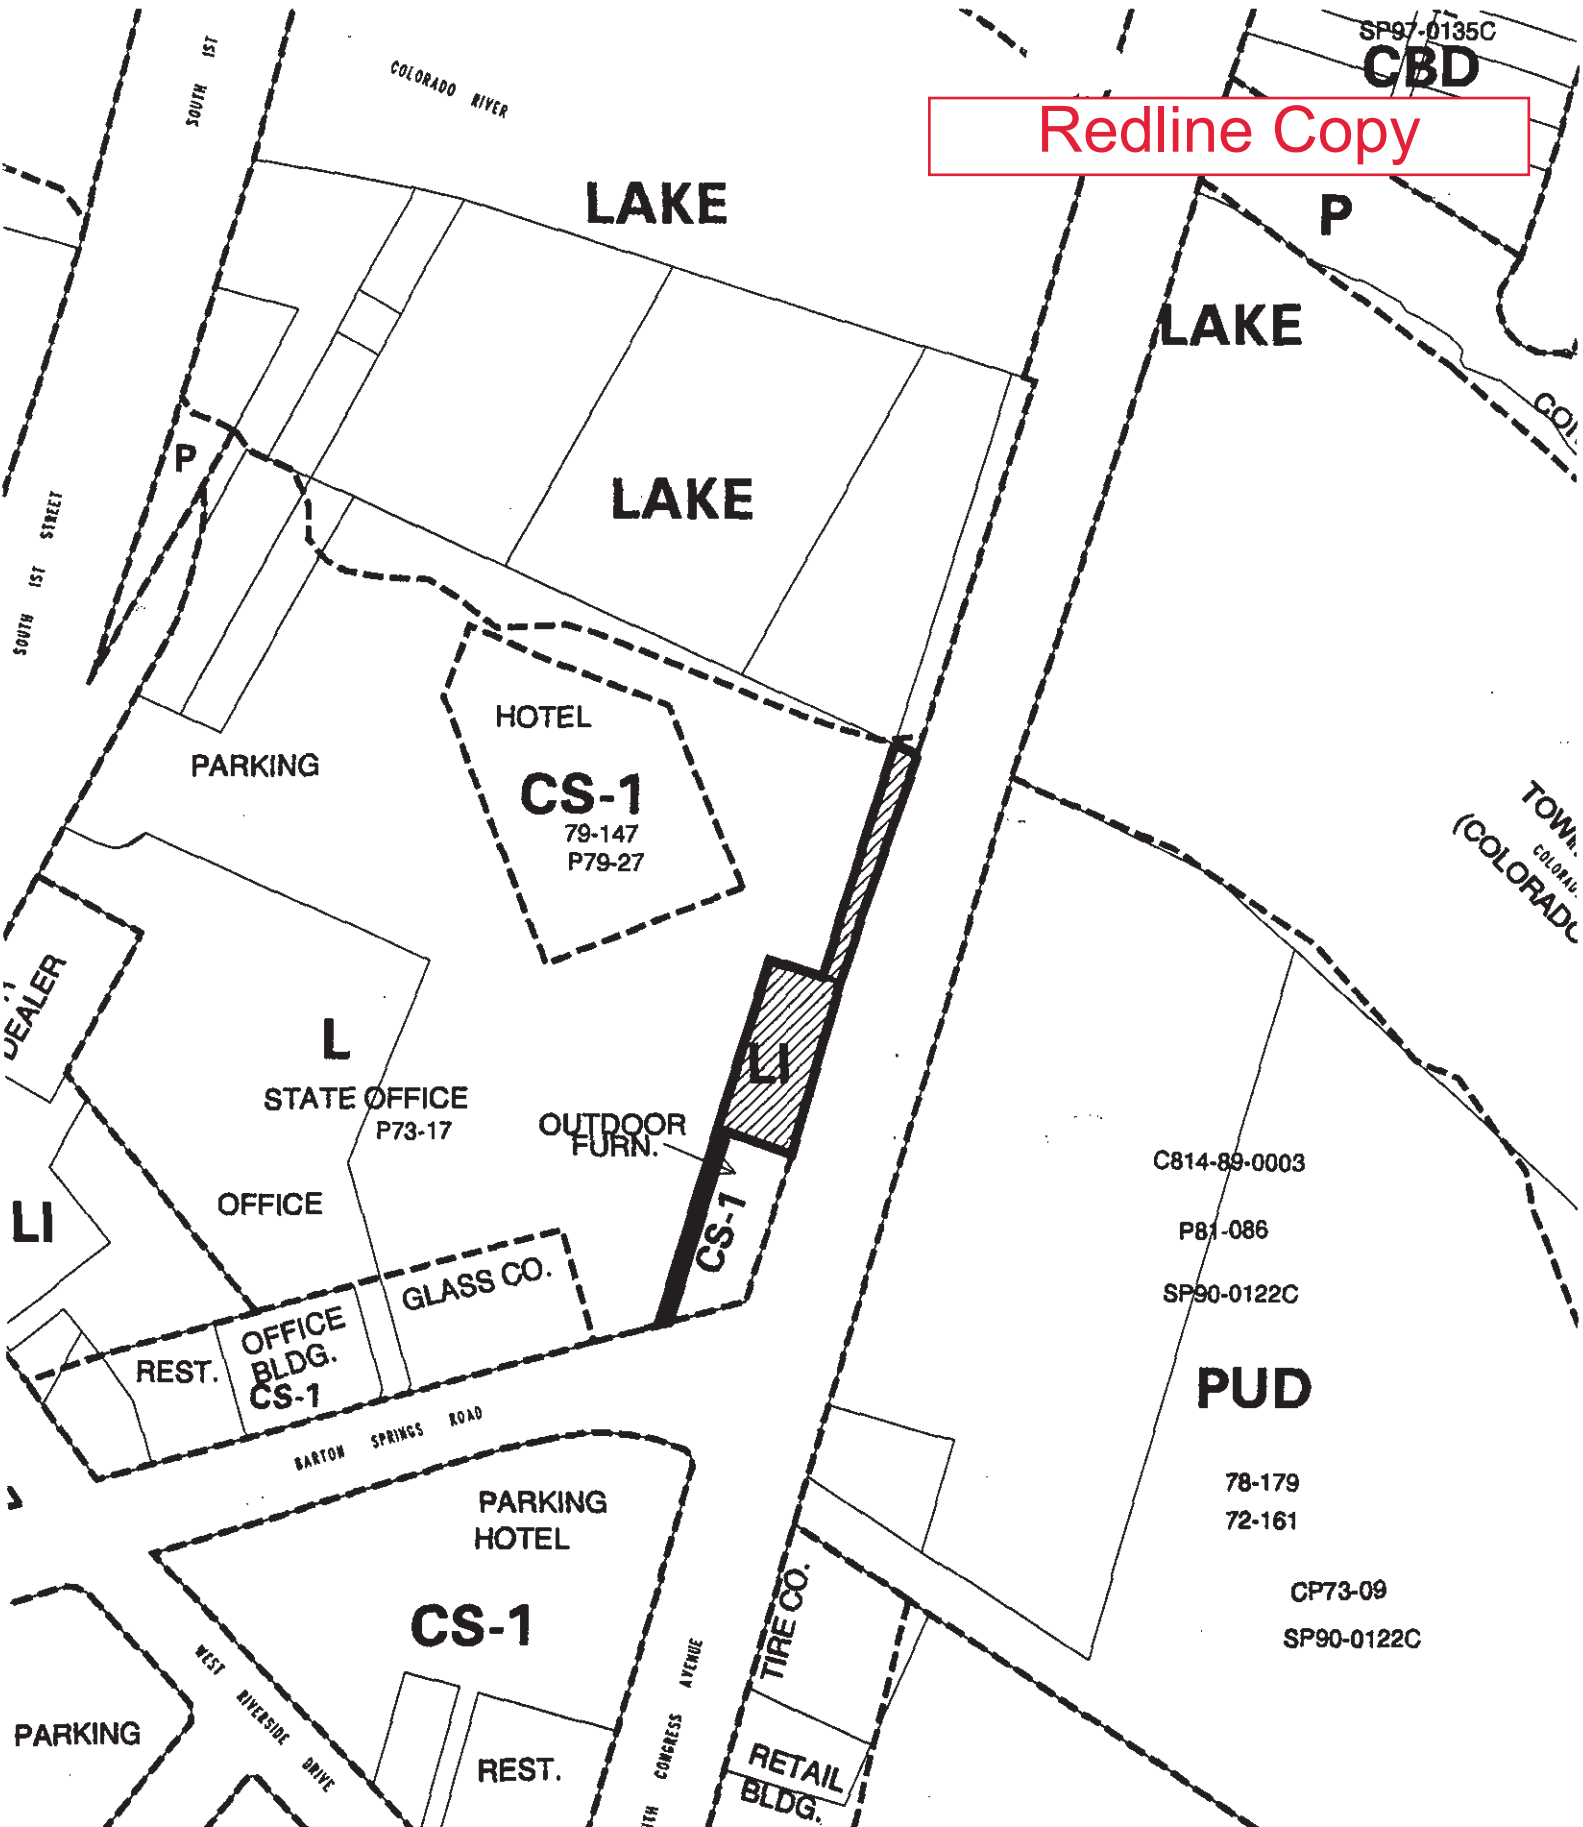 SP97-0135C
CBD
Redline Copy
SOUTH 1ST
COLORADO RIVER
LAKE
P
LAKE
P
LAKE
SOUTH 1ST STREET
HOTEL
CS-1
79-147
P79-27
PARKING
(COLORADO
DEALER
L
STATE OFFICE
P73-17
OFFICE
LI
OUTDOOR
FURN.
CS-1
LI
C814-89-0003
P81-086
SP90-0122C
PUD
78-179
72-161
CP73-09
SP90-0122C
GLASS CO.
OFFICE
BLDG.
CS-1
REST.
BARTON SPRINGS ROAD
PARKING
HOTEL
CS-1
WEST RIVERSIDE DRIVE
PARKING
REST.
CONGRESS AVENUE
TIRE CO.
RETAIL
BLDG.